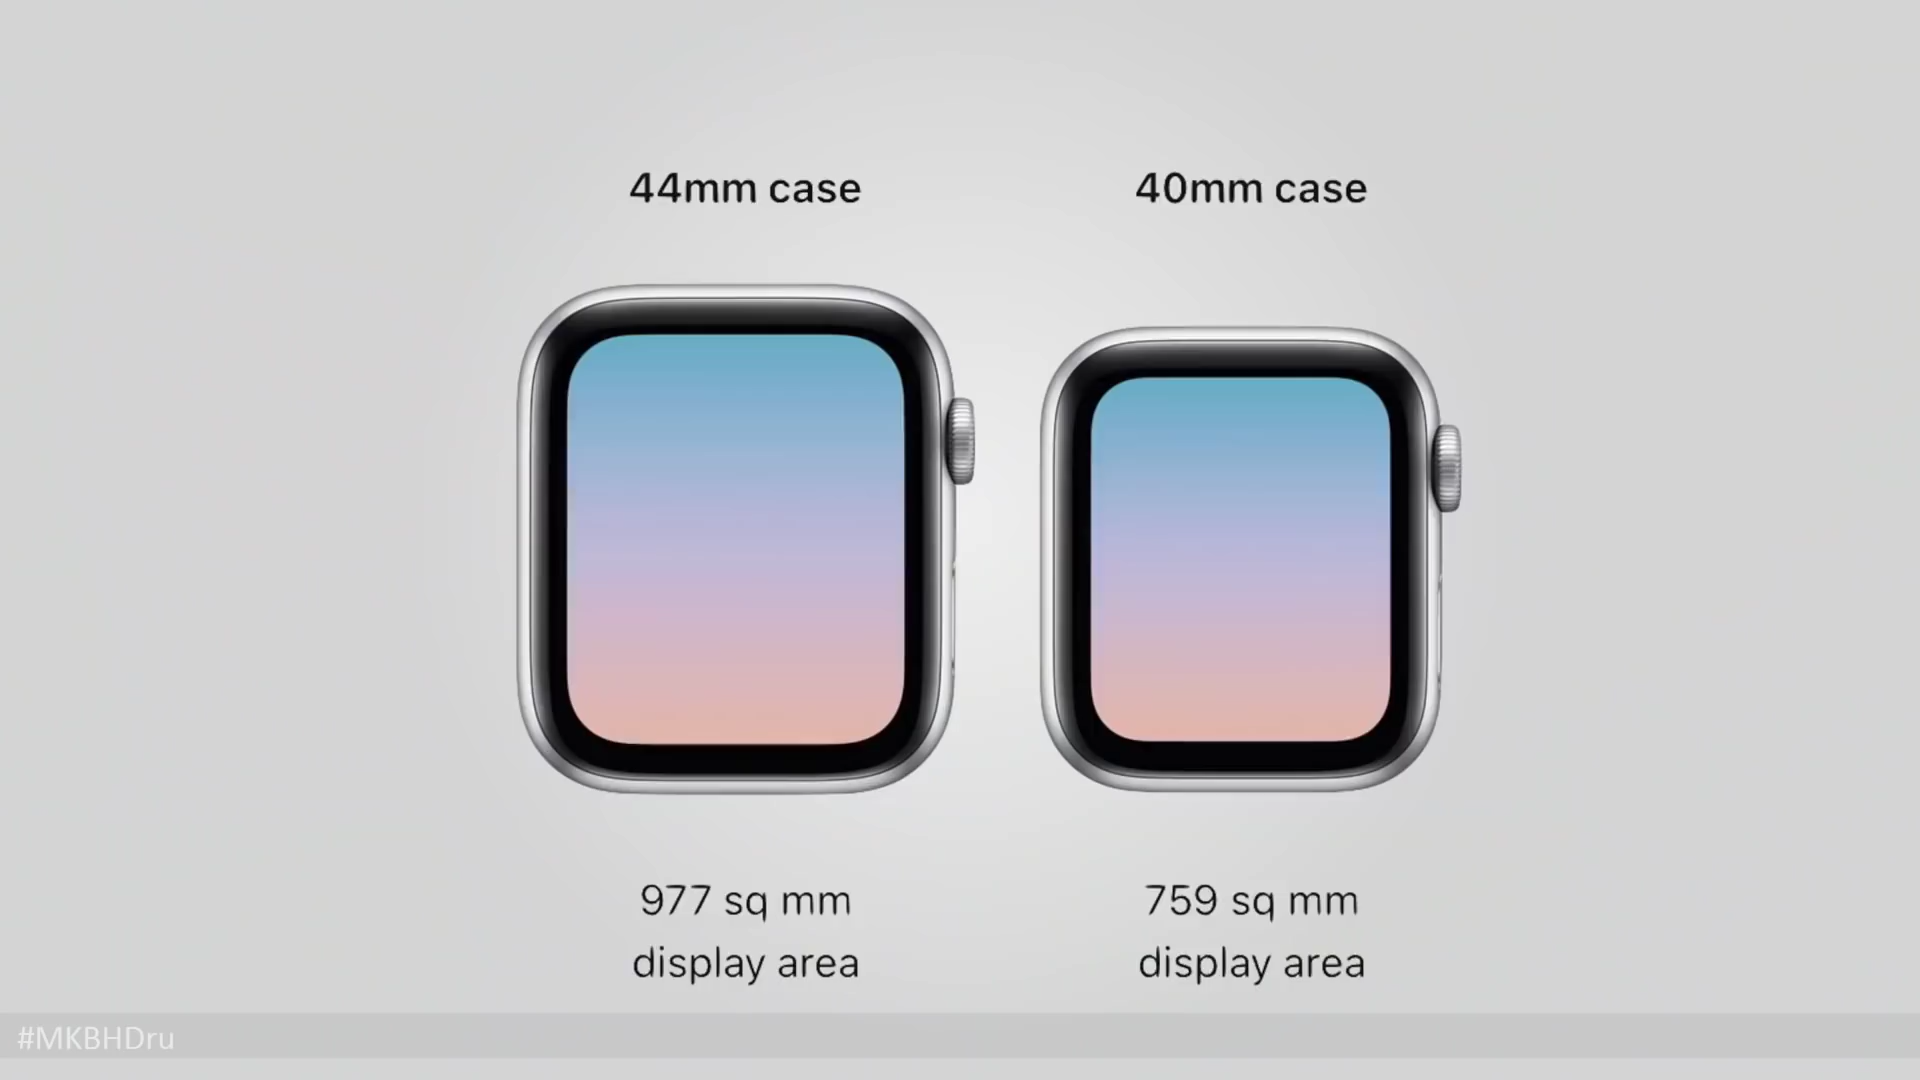 44mm case
40mm case
977 sq mm
display area
759 sq mm
display area
#MKBHDru